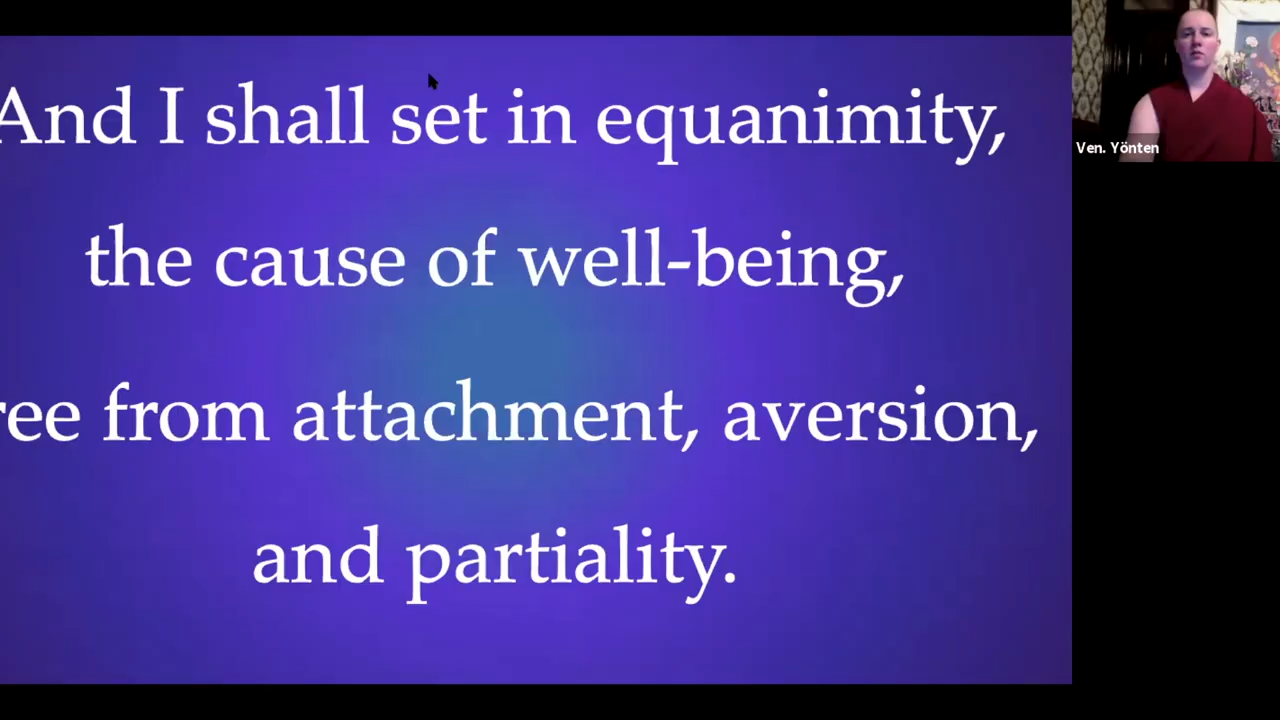 And I shall set in equanimity,
the cause of well-being,
ree from attachment, aversion,
and partiality.
Ven. Yönten